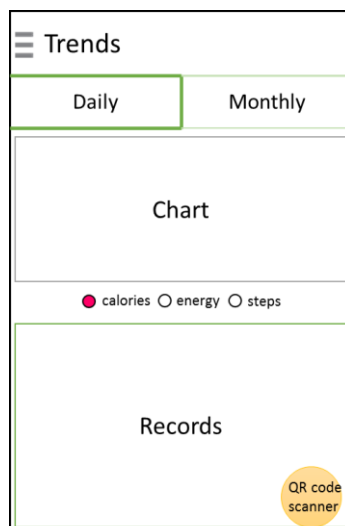 Trends
Daily Monthly
Chart
calories energy steps
Records
QR code
scanner